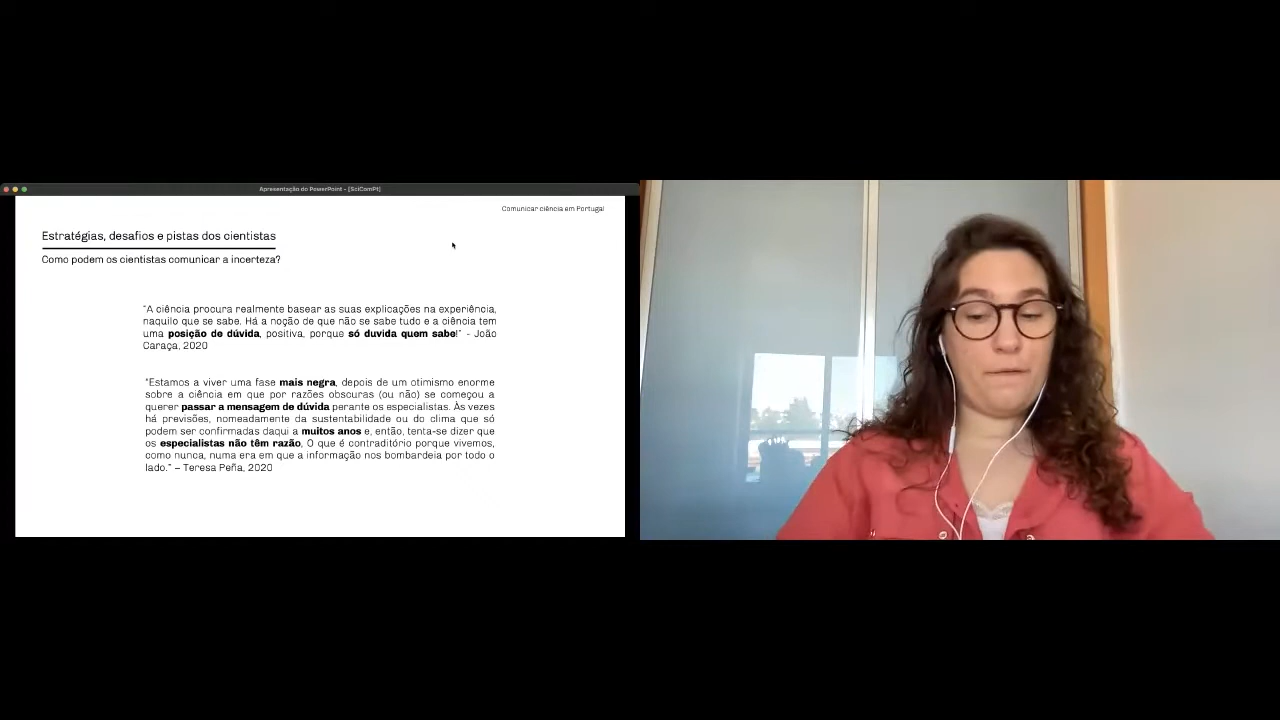 Apresentação do PowerPoint - [SciComPt]
Comunicar ciência em Portugal
Estratégias, desafios e pistas dos cientistas
Como podem os cientistas comunicar a incerteza?
"A ciência procura realmente basear as suas explicações na experiência,
naquilo que se sabe. Há a noção de que não se sabe tudo e a ciência tem
uma posição de dúvida, positiva, porque só duvida quem sabe!" - João
Caraça, 2020
"Estamos a viver uma fase mais negra, depois de um otimismo enorme
sobre a ciência em que por razões obscuras (ou não) se começou a
querer passar a mensagem de dúvida perante os especialistas. Às vezes
há previsões, nomeadamente da sustentabilidade ou do clima que só
podem ser confirmadas daqui a muitos anos e, então, tenta-se dizer que
os especialistas não têm razão, O que é contraditório porque vivemos,
como nunca, numa era em que a informação nos bombardeia por todo o
lado." – Teresa Peña, 2020